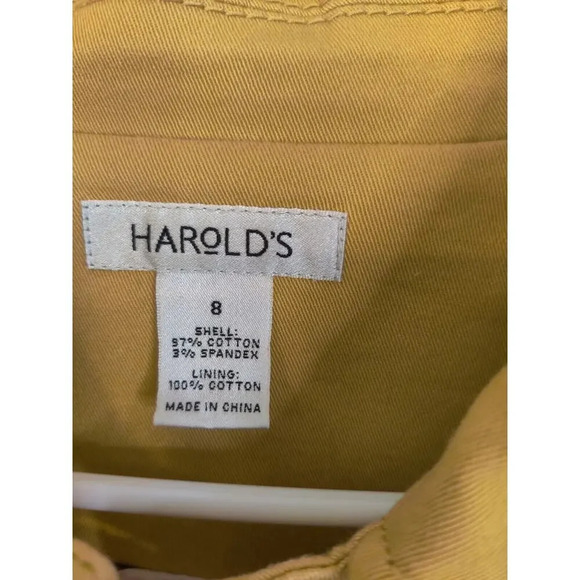 HAROLD'S
8
SHELL:
97% COTTON
3% SPANDEX
LINING:
100% COTTON
MADE IN CHINA